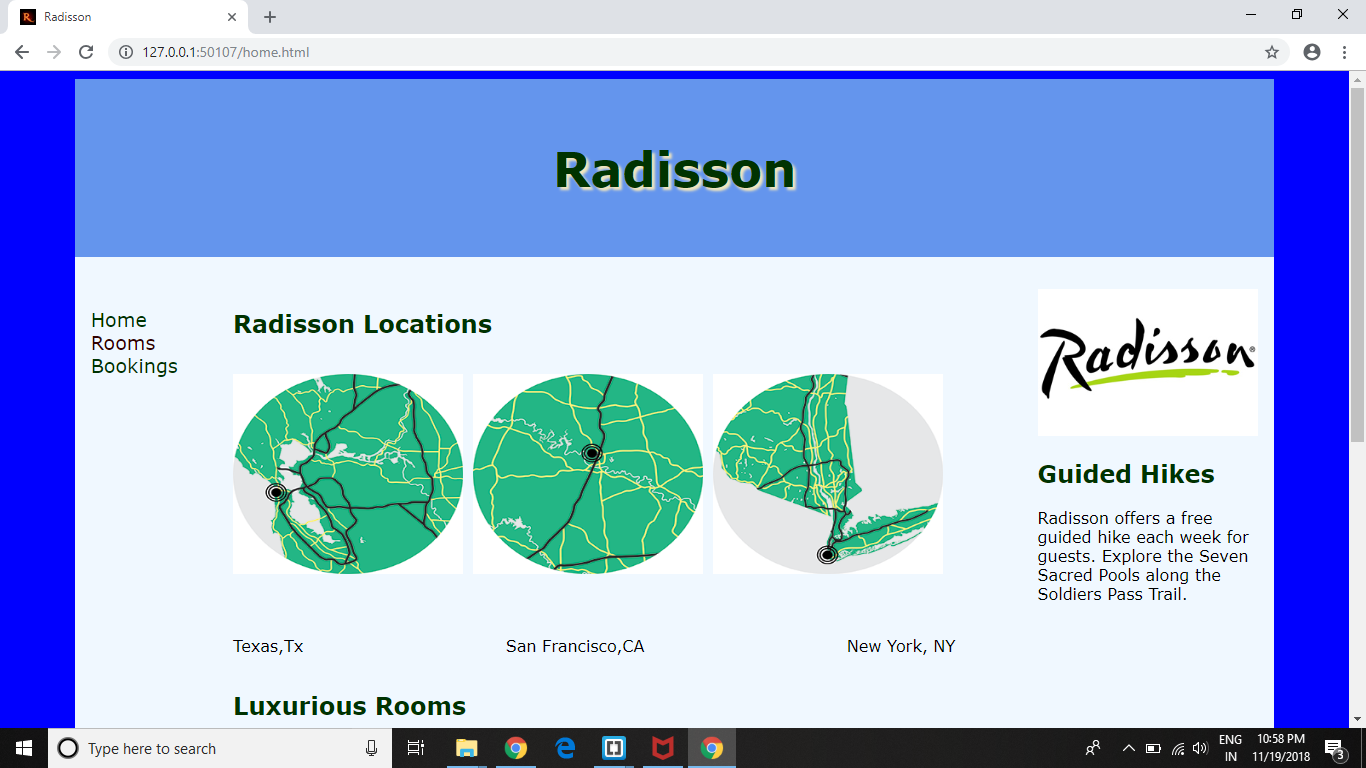 Radisson
127.0.0.1:50107/home.html
Radisson
Home
Rooms
Bookings
Radisson Locations
Texas,Tx
San Francisco,CA
New York, NY
Luxurious Rooms
Radisson®
Guided Hikes
Radisson offers a free
guided hike each week for
guests. Explore the Seven
Sacred Pools along the
Soldiers Pass Trail.
Type here to search
ENG
IN
10:58 PM
11/19/2018
3